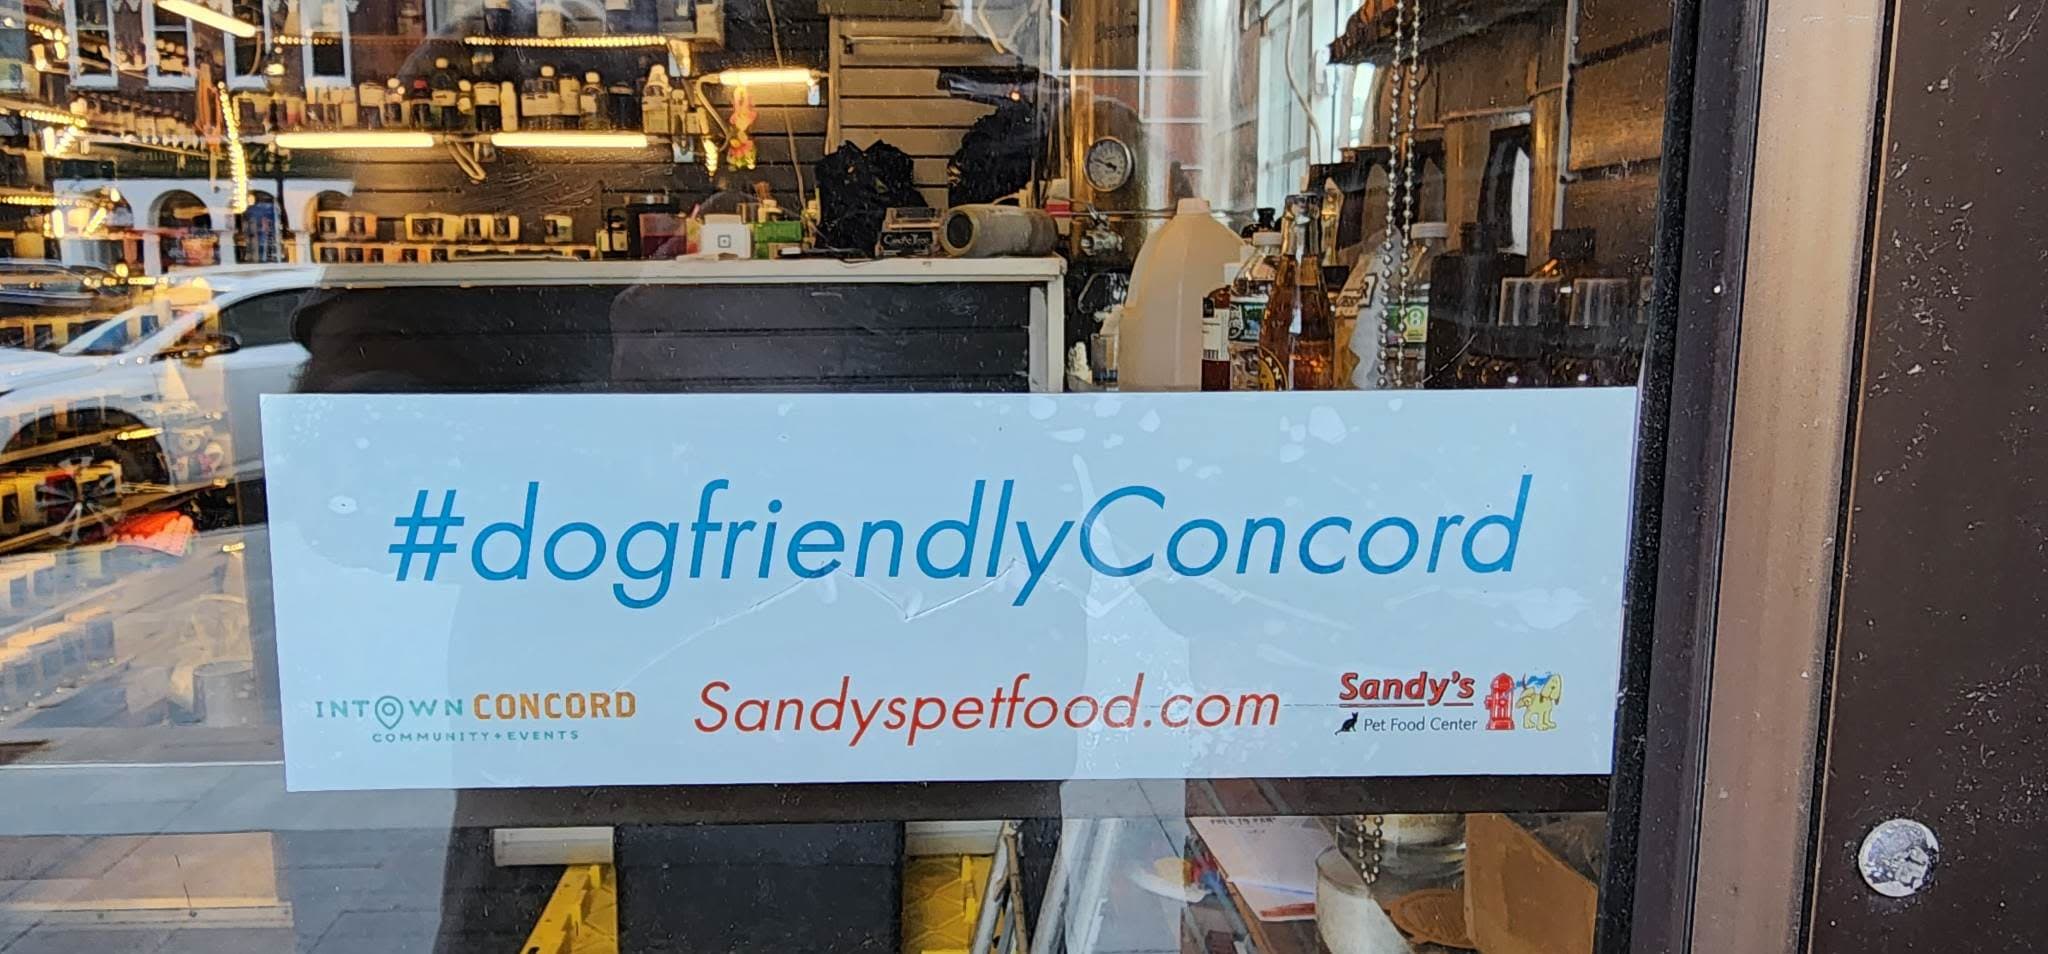 #dogfriendlyConcord
INTOWN CONCORD
COMMUNITY+EVENTS
Sandyspetfood.com
Sandy's
Pet Food Center